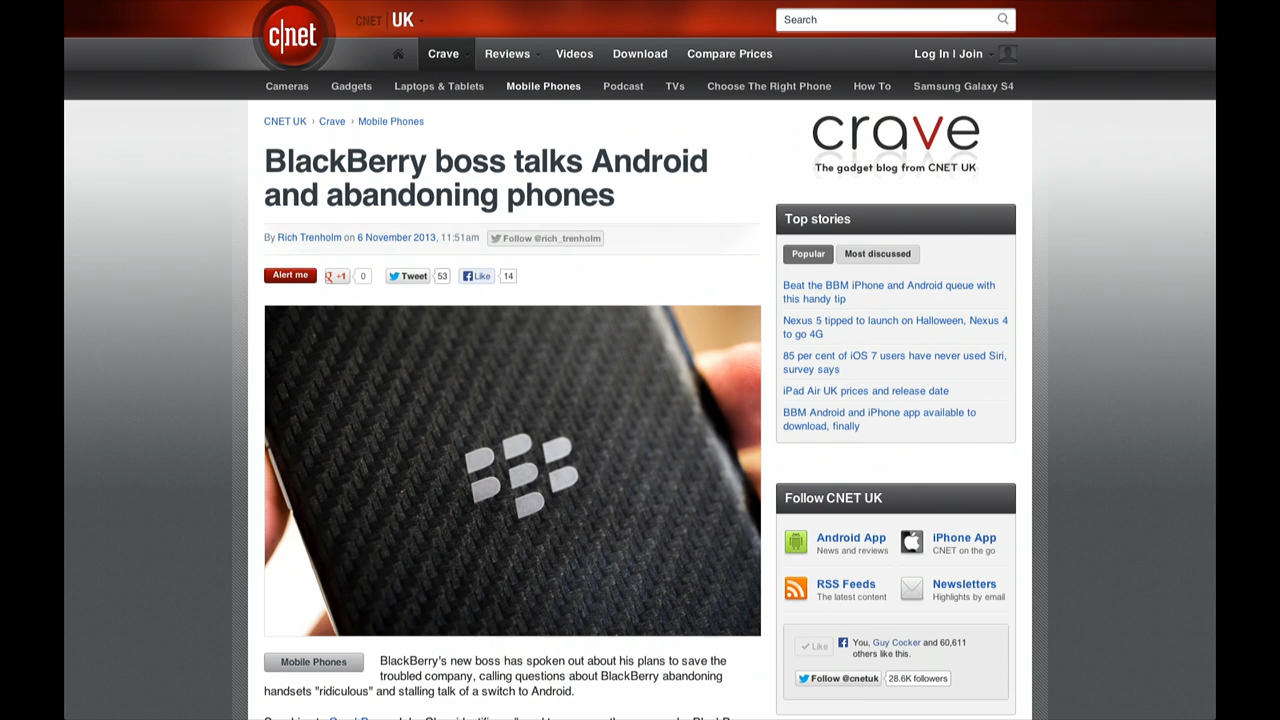 c|net
CNET | UK
Search
Crave
Reviews
Videos
Download
Compare Prices
Log In | Join
Cameras
Gadgets
Laptops & Tablets
Mobile Phones
Podcast
TVs
Choose The Right Phone
How To
Samsung Galaxy S4
CNET UK › Crave › Mobile Phones
BlackBerry boss talks Android
and abandoning phones
By Rich Trenholm on 6 November 2013, 11:51am
Follow @rich_trenholm
Alert me
+1
0
Tweet
53
Like
14
Mobile Phones
BlackBerry's new boss has spoken out about his plans to save the
troubled company, calling questions about BlackBerry abandoning
handsets "ridiculous" and stalling talk of a switch to Android.
crave
The gadget blog from CNET UK
Top stories
Popular
Most discussed
Beat the BBM iPhone and Android queue with
this handy tip
Nexus 5 tipped to launch on Halloween, Nexus 4
to go 4G
85 per cent of iOS 7 users have never used Siri,
survey says
iPad Air UK prices and release date
BBM Android and iPhone app available to
download, finally
Follow CNET UK
Android App
News and reviews
iPhone App
CNET on the go
RSS Feeds
The latest content
Newsletters
Highlights by email
Like
You, Guy Cocker and 60,611
others like this.
Follow @cnetuk
28.6K followers